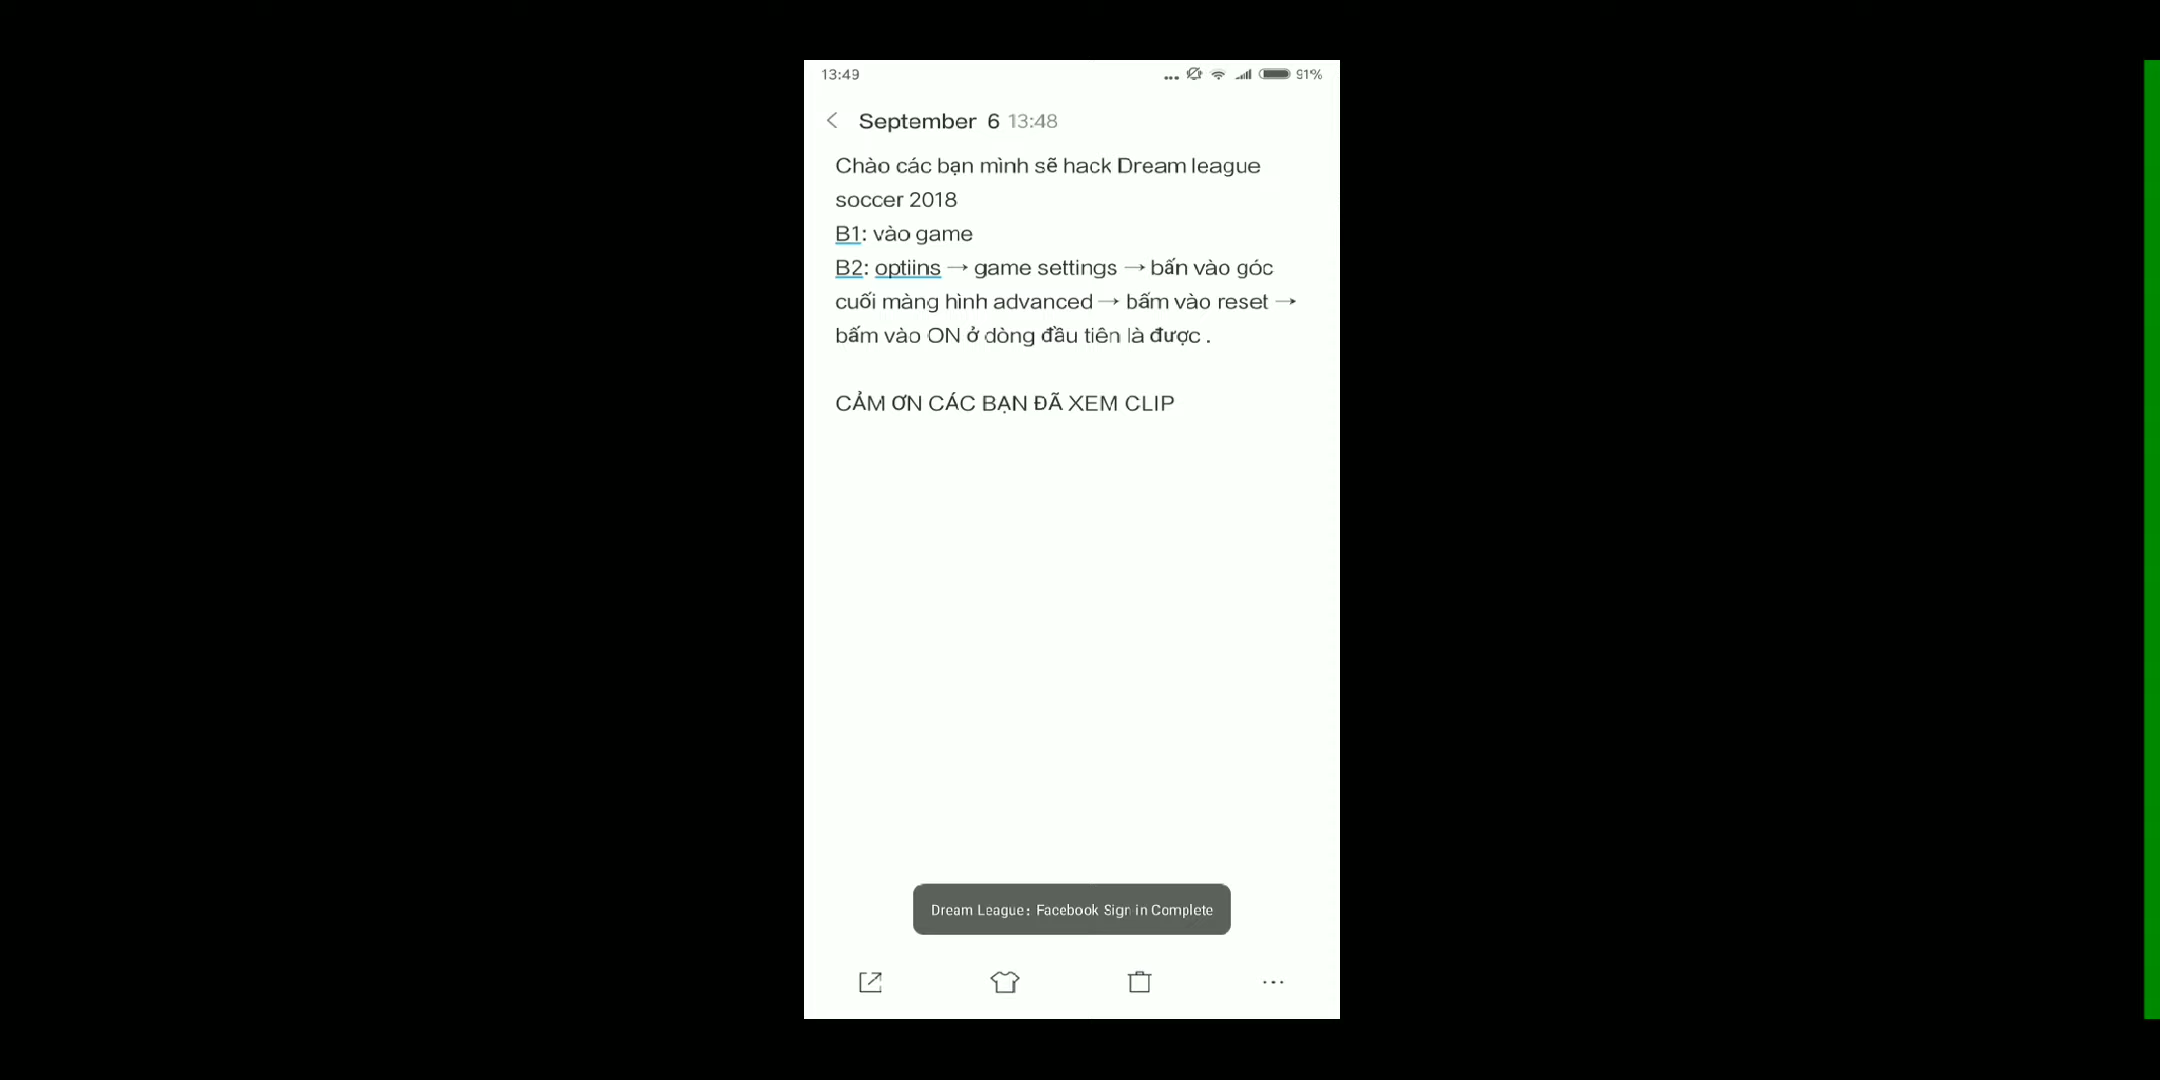 13:49 91%
September 6 13:48
Chào các bạn mình sẽ hack Dream league
soccer 2018
B1: vào game
B2: optiins → game settings → bấn vào góc
cuối màng hình advanced → bấm vào reset →
bấm vào ON ở dòng đầu tiên là được .
CẢM ƠN CÁC BẠN ĐÃ XEM CLIP
Dream League: Facebook Sign in Complete